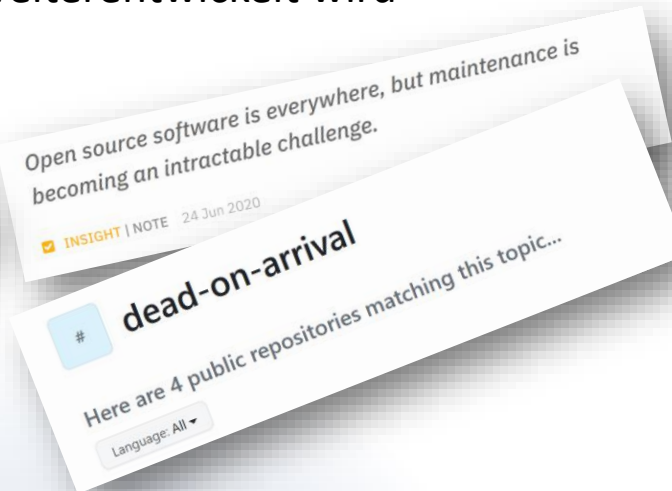 weiterentwickelt wird
Open source software is everywhere, but maintenance is
becoming an intractable challenge.
INSIGHT | NOTE 24 Jun 2020
# dead-on-arrival
Here are 4 public repositories matching this topic...
Language: All